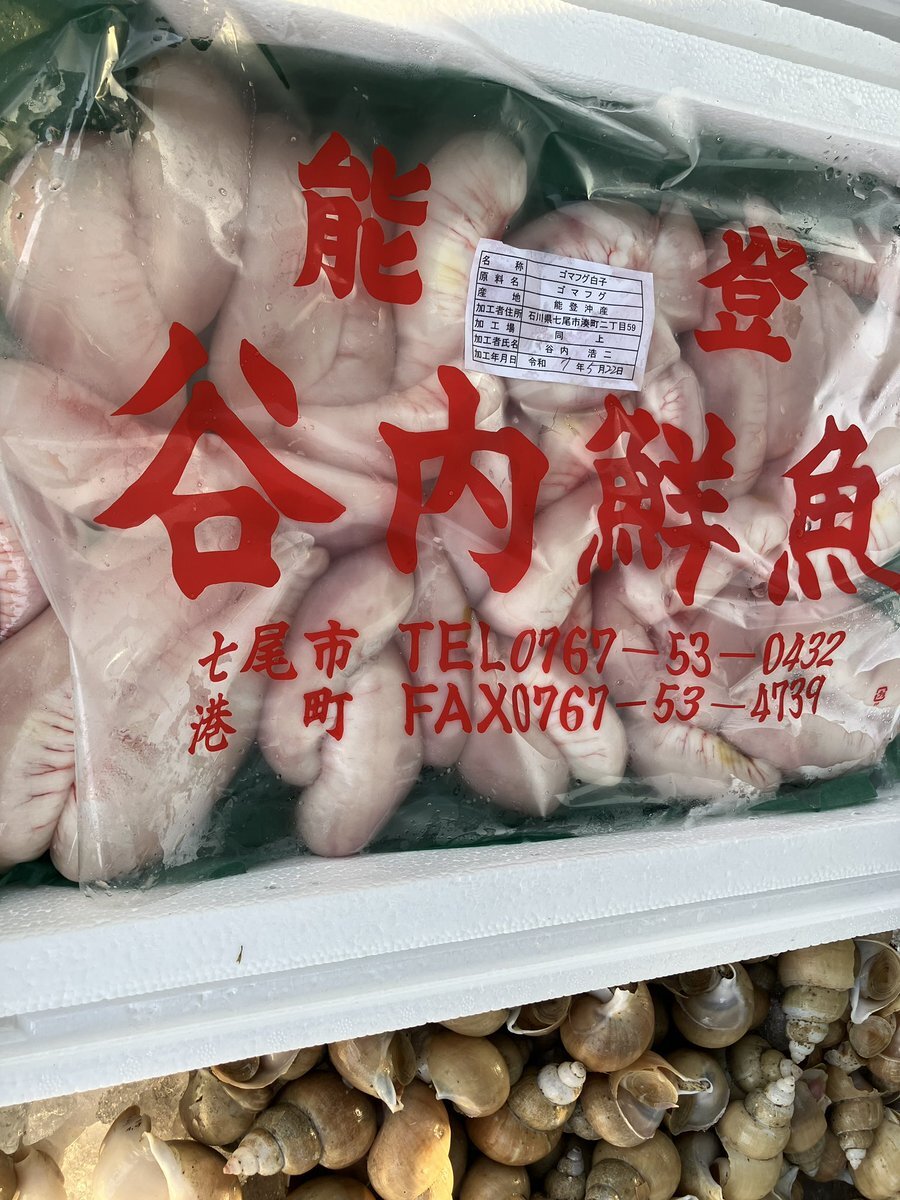 能登
名称 ゴマフグ白子
原料名 ゴマフグ
産地 能登沖産
加工者住所 石川県七尾市湊町二丁目59
加工場 同上
加工者氏名 谷内 浩二
加工年月日 令和 7年5月22日
谷内鮮魚
七尾市 TEL0767-53-0432
港町 FAX0767-53-4739